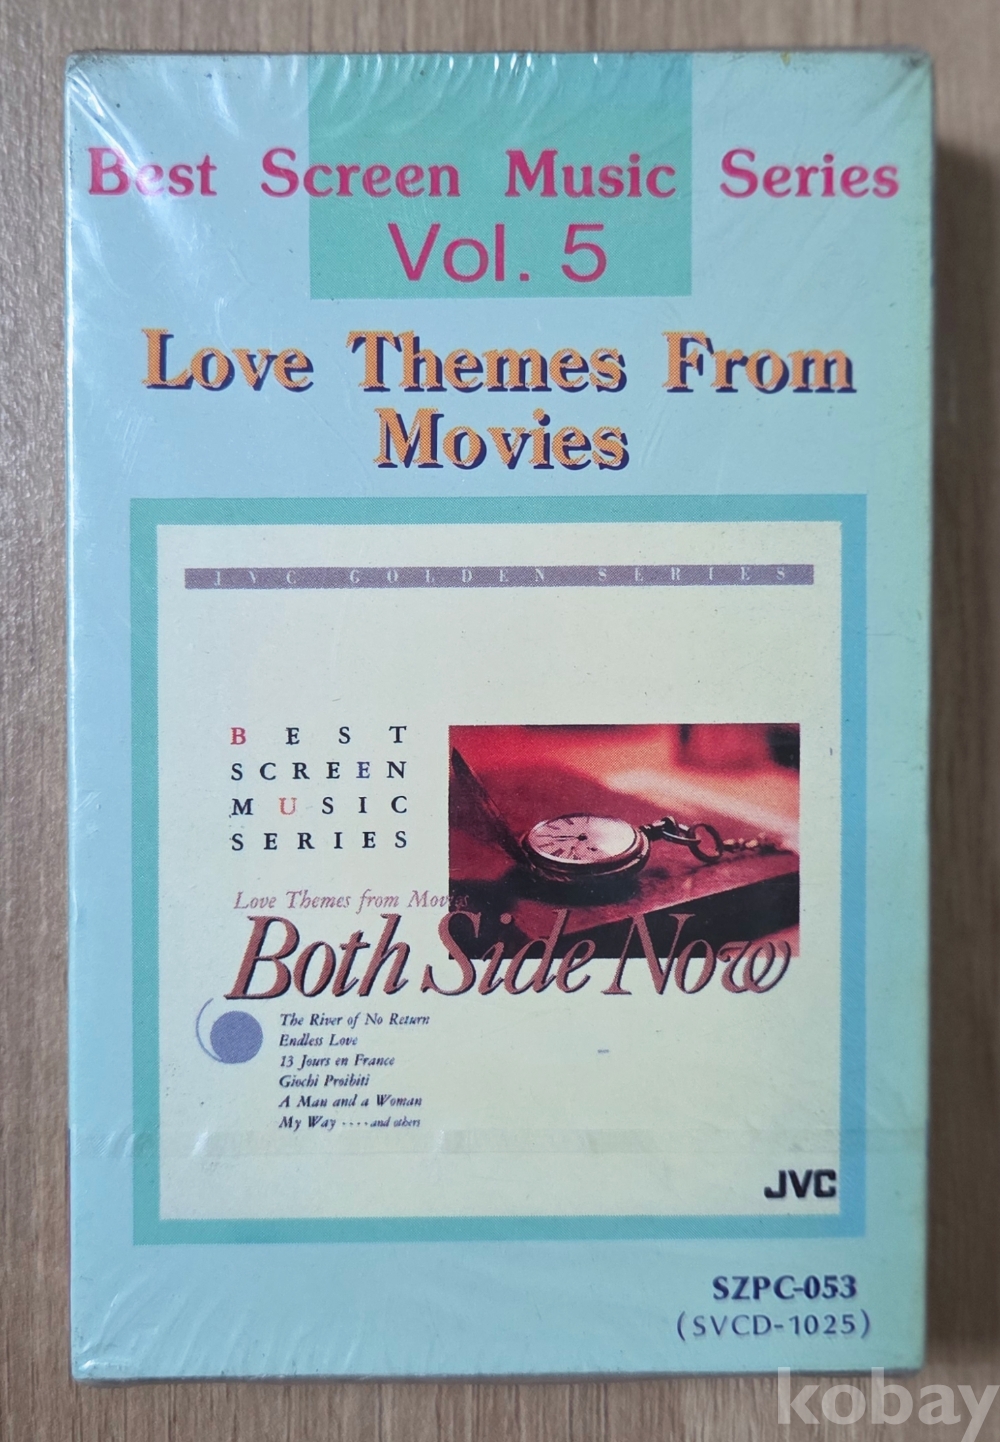 Best Screen Music Series
Vol. 5
Love Themes From
Movies
JVC GOLDEN SERIES
BEST
SCREEN
MUSIC
SERIES
Love Themes from Movies
Both Side Now
The River of No Return
Endless Love
13 Jours en France
Giochi Proibiti
A Man and a Woman
My Way ····and others
JVC
SZPC-053
(SVCD-1025)
kobay